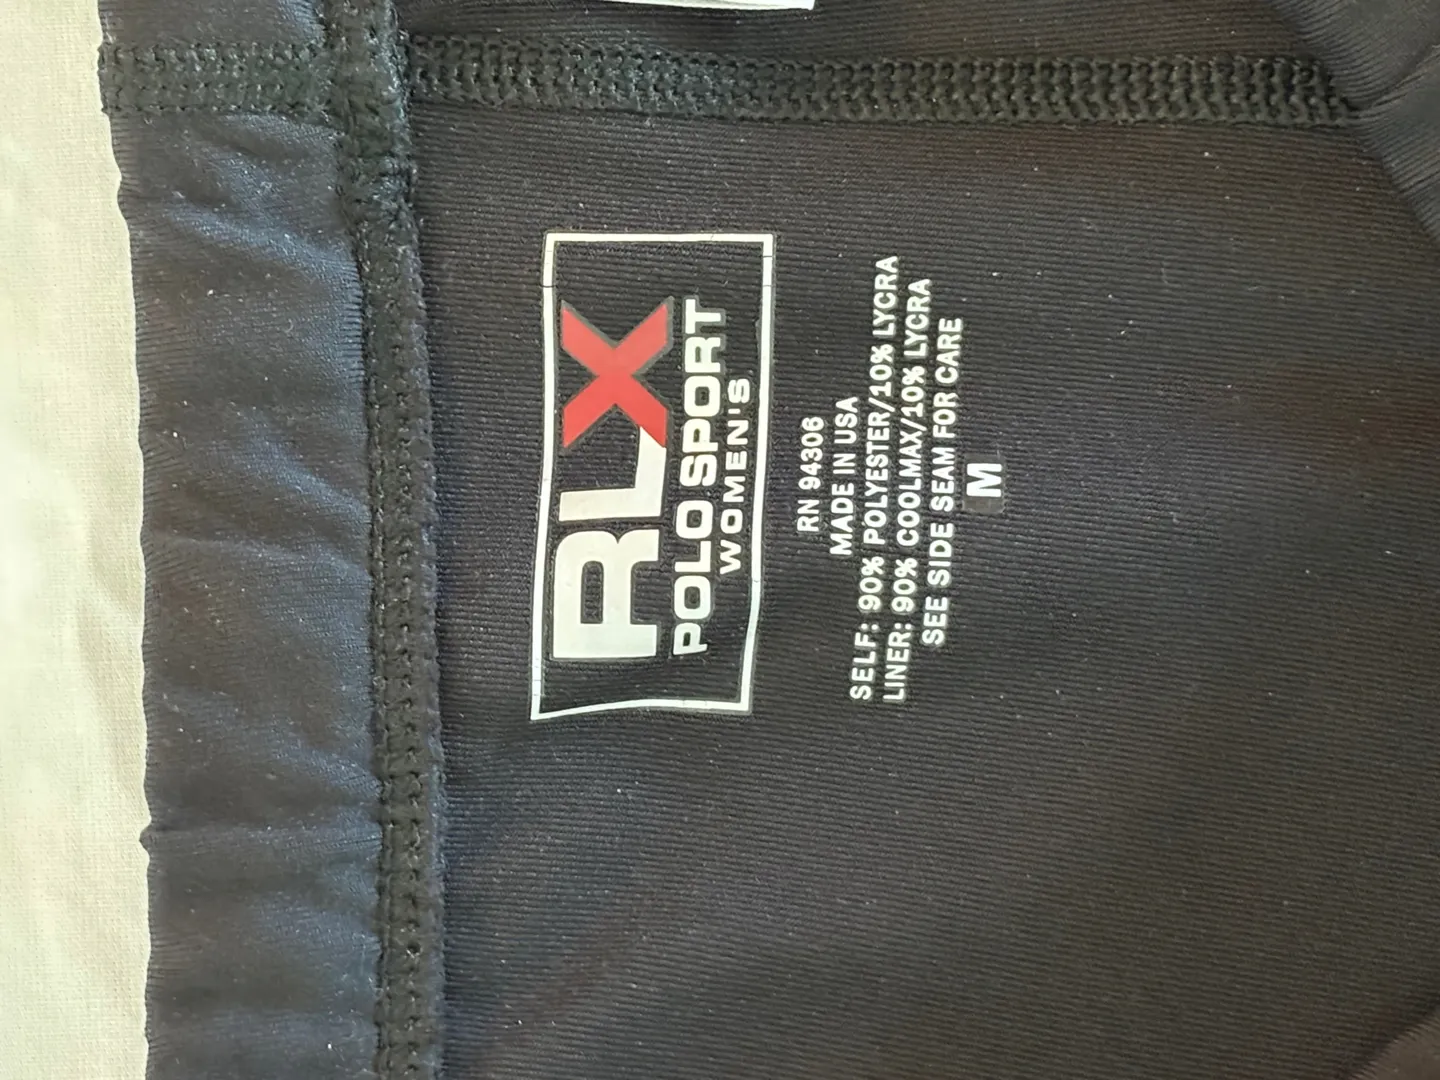 RLX
POLO SPORT
WOMEN'S
RN 94306
MADE IN USA
SELF: 90% POLYESTER/10% LYCRA
LINER: 90% COOLMAX/10% LYCRA
SEE SIDE SEAM FOR CARE
M